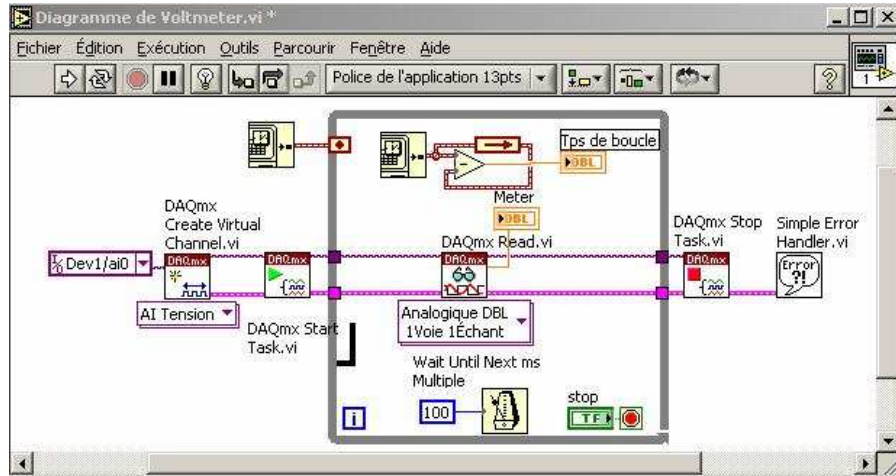 Diagramme de Voltmeter.vi *
Fichier Édition Exécution Outils Parcourir Fenêtre Aide
Police de l'application 13pts
1
Tps de boucle
DBL
Meter
DBL
DAQmx
Create Virtual
Channel.vi
DAQmx Read.vi
DAQmx Stop
Task.vi
Simple Error
Handler.vi
I/O Dev1/ai0
DAQmx
DAQmx
DAQmx
DAQmx
Error
?!
AI Tension
DAQmx Start
Task.vi
Analogique DBL
1Voie 1Échant
Wait Until Next ms
Multiple
100
stop
TF
i